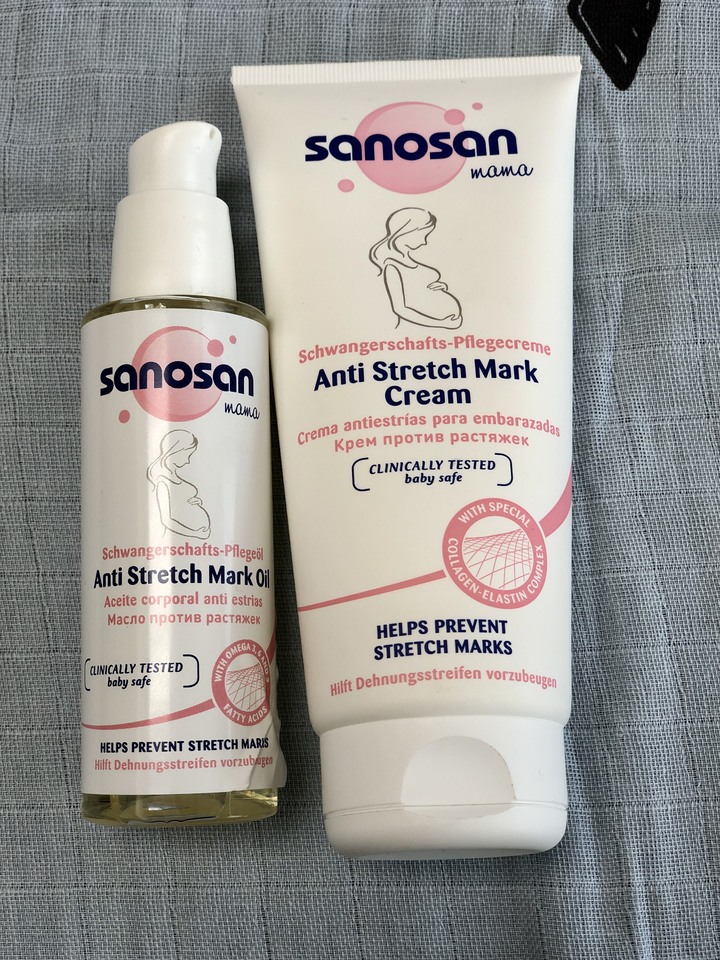 sanosan
mama
Schwangerschafts-Pflegeöl
Anti Stretch Mark Oil
Aceite corporal anti estrias
Масло против растяжек
CLINICALLY TESTED
baby safe
WITH OMEGA 3, 6 AND
FATTY ACIDS
HELPS PREVENT STRETCH MARKS
Hilft Dehnungsstreifen vorzubeugen
sanosan
mama
Schwangerschafts-Pflegecreme
Anti Stretch Mark
Cream
Crema antiestrías para embarazadas
Крем против растяжек
CLINICALLY TESTED
baby safe
WITH SPECIAL
COLLAGEN-ELASTIN COMPLEX
HELPS PREVENT
STRETCH MARKS
Hilft Dehnungsstreifen vorzubeugen